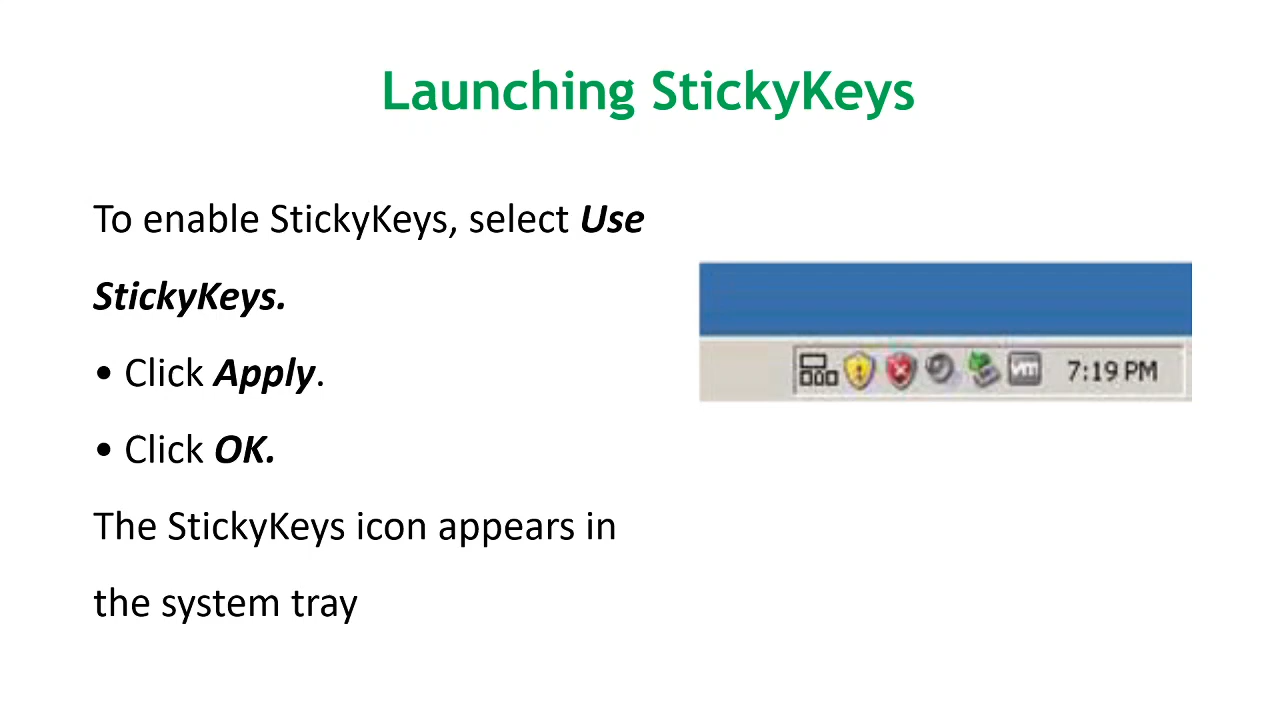 Launching StickyKeys
To enable StickyKeys, select Use
StickyKeys.
• Click Apply.
• Click OK.
The StickyKeys icon appears in
the system tray
vm 7:19 PM